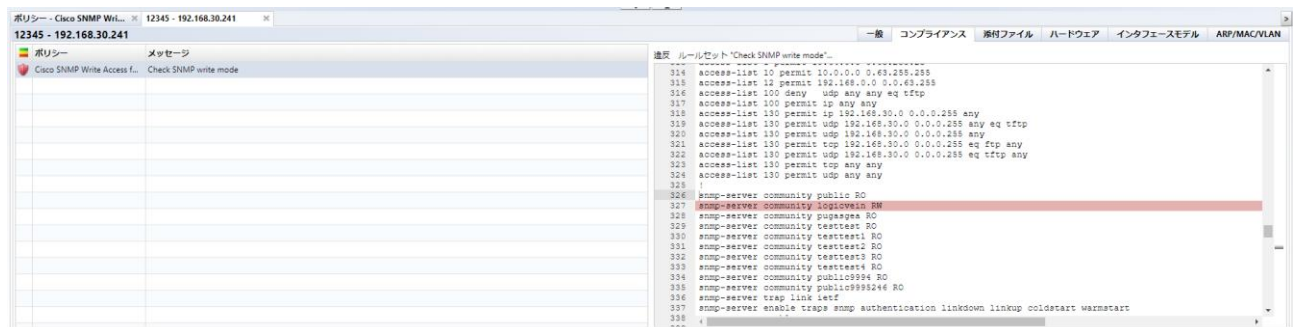 ポリシー - Cisco SNMP Wri... × 12345 - 192.168.30.241 ×
12345 - 192.168.30.241
一般 コンプライアンス 添付ファイル ハードウェア インタフェースモデル ARP/MAC/VLAN
ポリシー メッセージ
Cisco SNMP Write Access f... Check SNMP write mode
違反 ルールセット "Check SNMP write mode"...
314 access-list 10 permit 10.0.0.0 0.63.255.255
315 access-list 12 permit 192.168.0.0 0.0.63.255
316 access-list 100 deny udp any any eq tftp
317 access-list 100 permit ip any any
318 access-list 130 permit ip 192.168.30.0 0.0.0.255 any
319 access-list 130 permit udp 192.168.30.0 0.0.0.255 any eq tftp
320 access-list 130 permit udp 192.168.30.0 0.0.0.255 any
321 access-list 130 permit tcp 192.168.30.0 0.0.0.255 eq ftp any
322 access-list 130 permit udp 192.168.30.0 0.0.0.255 eq tftp any
323 access-list 130 permit tcp any any
324 access-list 130 permit udp any any
325 !
326 snmp-server community public RO
327 snmp-server community logicvein RW
328 snmp-server community pugasgea RO
329 snmp-server community testtest RO
330 snmp-server community testtest1 RO
331 snmp-server community testtest2 RO
332 snmp-server community testtest3 RO
333 snmp-server community testtest4 RO
334 snmp-server community public9994 RO
335 snmp-server community public9995246 RO
336 snmp-server trap link ietf
337 snmp-server enable traps snmp authentication linkdown linkup coldstart warmstart
338